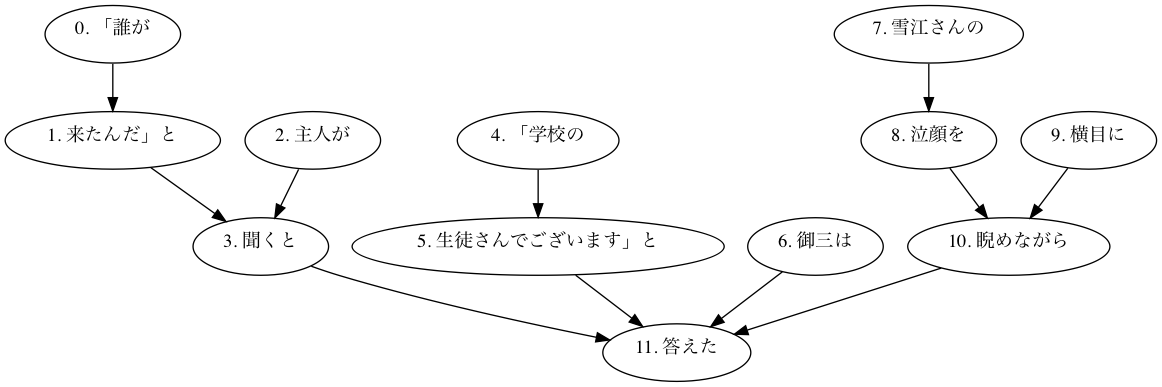 0. 「誰が
7. 雪江さんの
1. 来たんだ」と
2. 主人が
4. 「学校の
8. 泣顔を
9. 横目に
3. 聞くと
5. 生徒さんでございます」と
6. 御三は
10. 睨めながら
11. 答えた